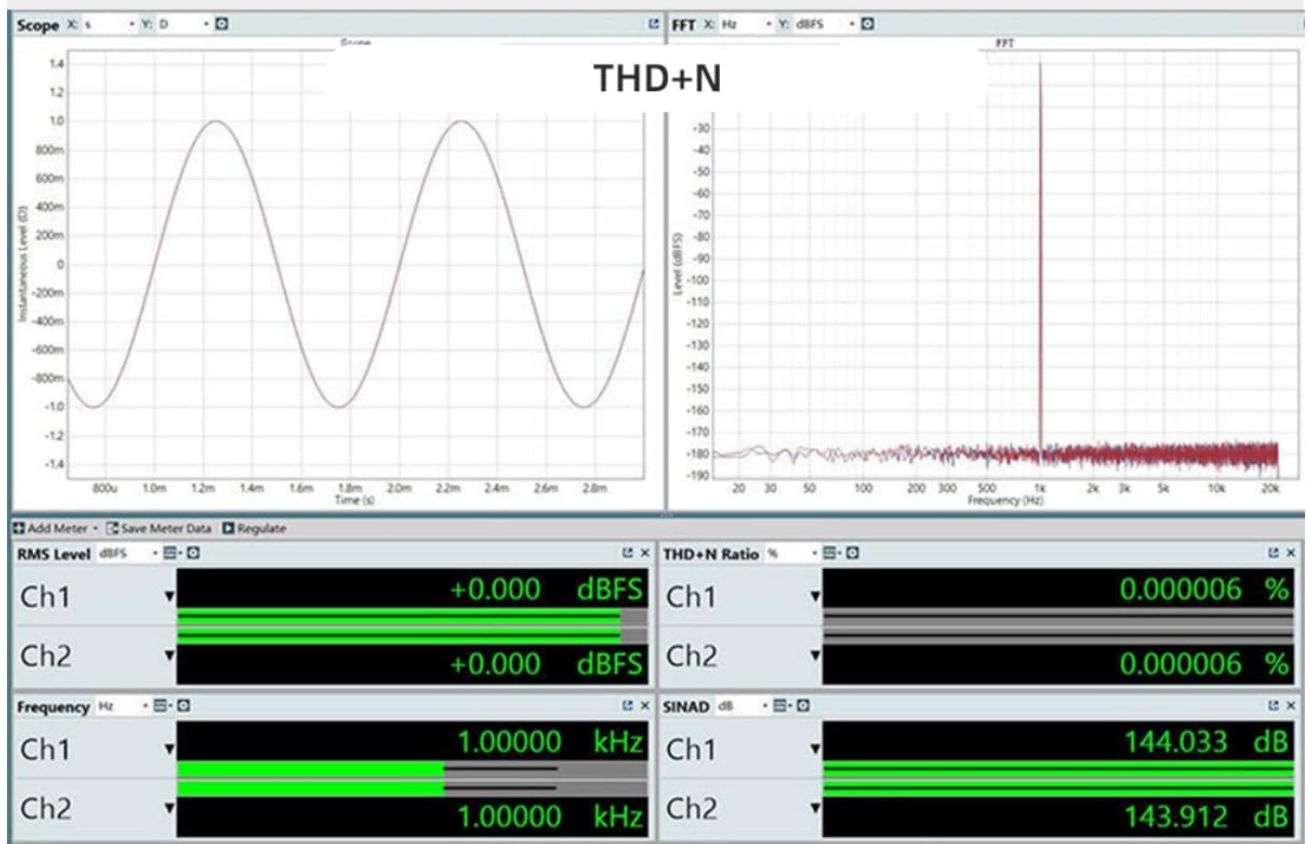 Scope X: s Y: D
FFT X: Hz Y: dBFS
FFT
THD+N
Instantaneous Level (D)
1.4
1.2
1.0
800m
600m
400m
200m
0
-200m
-400m
-600m
-800m
-1.0
-1.2
-1.4
800u 1.0m 1.2m 1.4m 1.6m 1.8m 2.0m 2.2m 2.4m 2.6m 2.8m
Time (s)
Level (dBFS)
-30
-40
-50
-60
-70
-80
-90
-100
-110
-120
-130
-140
-150
-160
-170
-180
-190
20 30 50 100 200 300 500 1k 2k 3k 5k 10k 20k
Frequency (Hz)
Add Meter Save Meter Data Regulate
RMS Level dBFS
Ch1 +0.000 dBFS
Ch2 +0.000 dBFS
THD+N Ratio %
Ch1 0.000006 %
Ch2 0.000006 %
Frequency Hz
Ch1 1.00000 kHz
Ch2 1.00000 kHz
SINAD dB
Ch1 144.033 dB
Ch2 143.912 dB